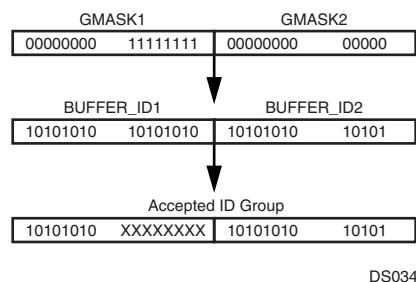 GMASK1 GMASK2
00000000 11111111 00000000 00000
BUFFER_ID1 BUFFER_ID2
10101010 10101010 10101010 10101
Accepted ID Group
10101010 XXXXXXXX 10101010 10101
DS034